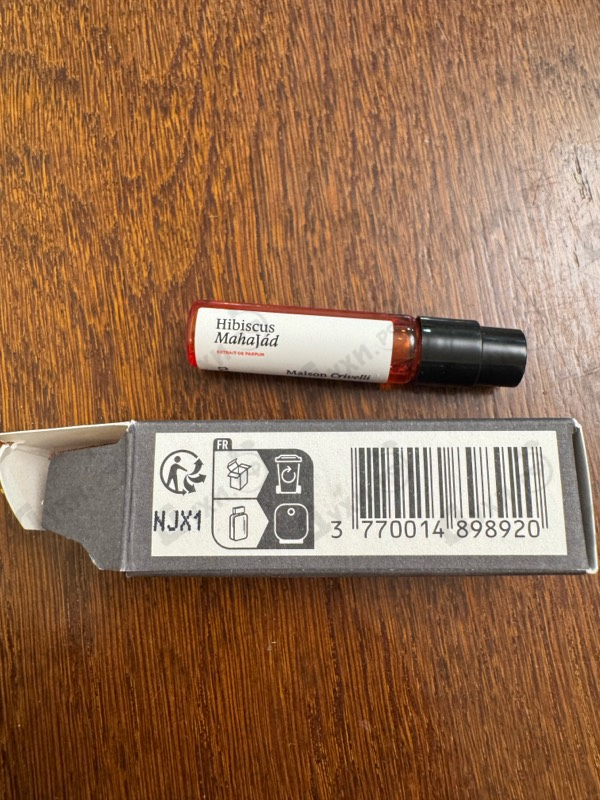 Hibiscus
MahaJád
EXTRAIT DE PARFUM
Maison Crivelli
FR
NJX1
3 770014 898920